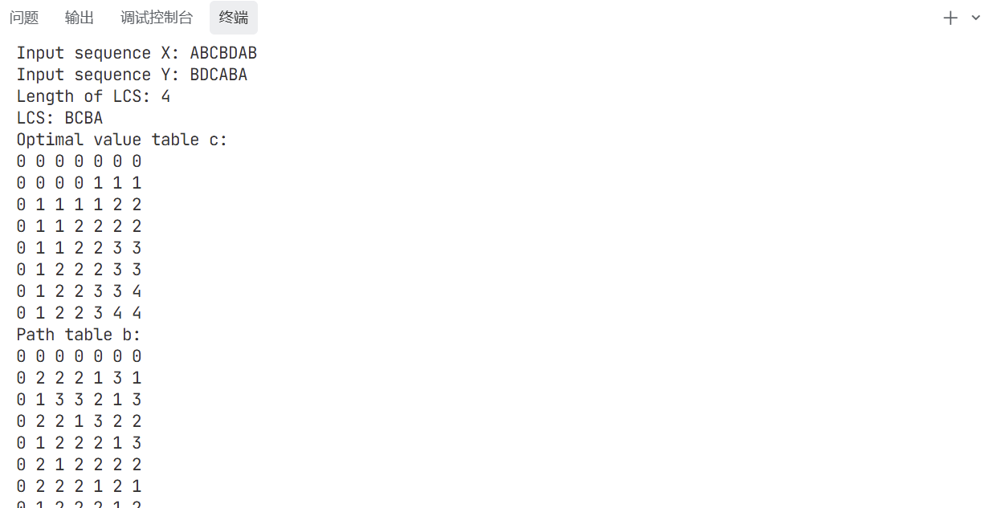 问题 输出 调试控制台 终端
Input sequence X: ABCBDAB
Input sequence Y: BDCABA
Length of LCS: 4
LCS: BCBA
Optimal value table c:
0 0 0 0 0 0 0
0 0 0 0 1 1 1
0 1 1 1 1 2 2
0 1 1 2 2 2 2
0 1 1 2 2 3 3
0 1 2 2 2 3 3
0 1 2 2 3 3 4
0 1 2 2 3 4 4
Path table b:
0 0 0 0 0 0 0
0 2 2 2 1 3 1
0 1 3 3 2 1 3
0 2 2 1 3 2 2
0 1 2 2 2 1 3
0 2 1 2 2 2 2
0 2 2 2 1 2 1
0 1 2 2 2 1 2